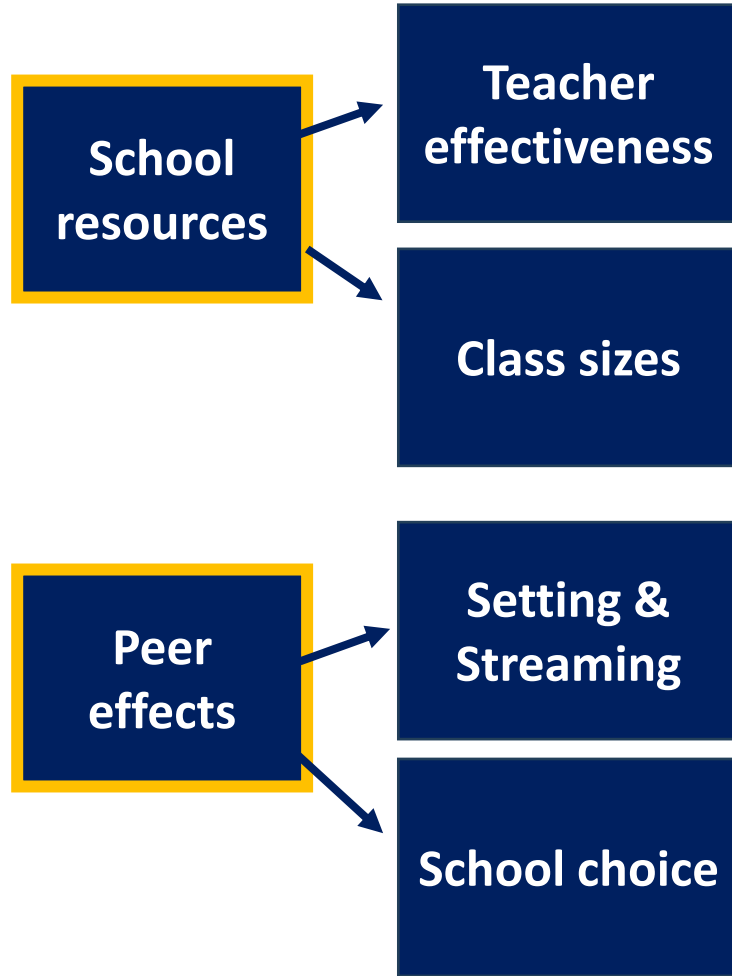 School
resources
Teacher
effectiveness
Class sizes
Peer
effects
Setting &
Streaming
School choice